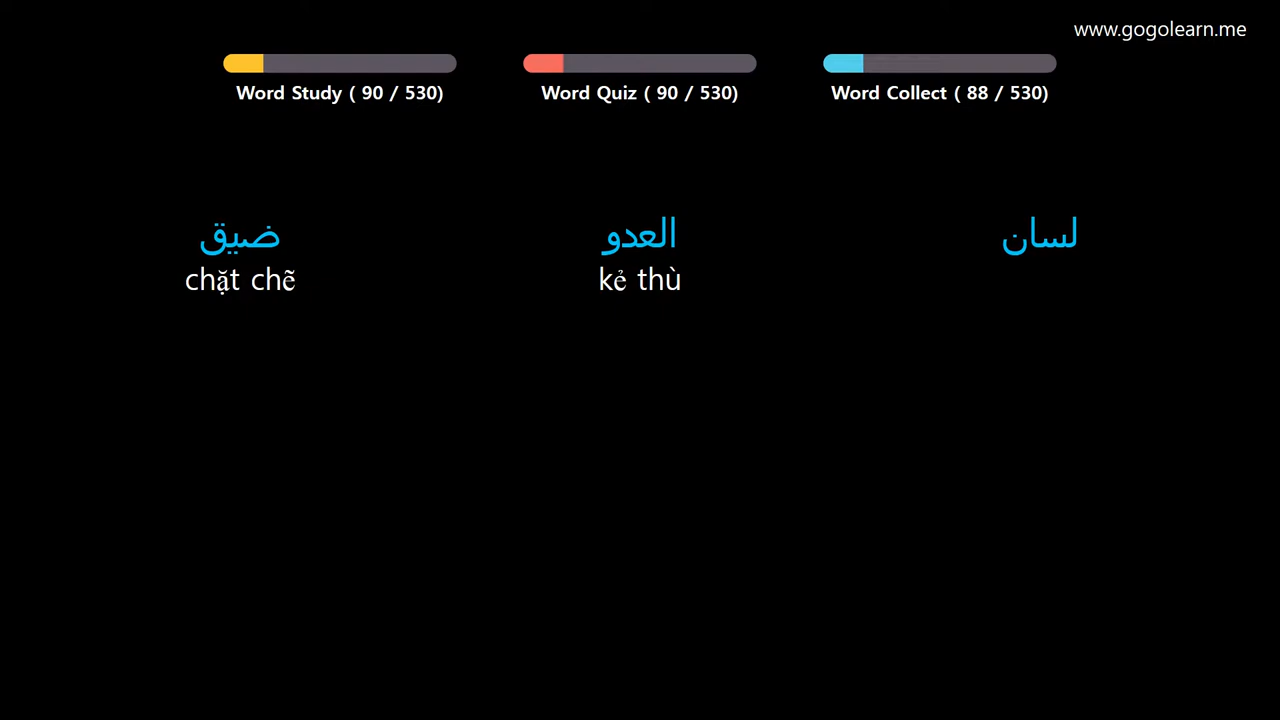 www.gogolearn.me
Word Study ( 90 / 530)
Word Quiz ( 90 / 530)
Word Collect ( 88 / 530)
ضيق
chặt chẽ
العدو
kẻ thù
لسان